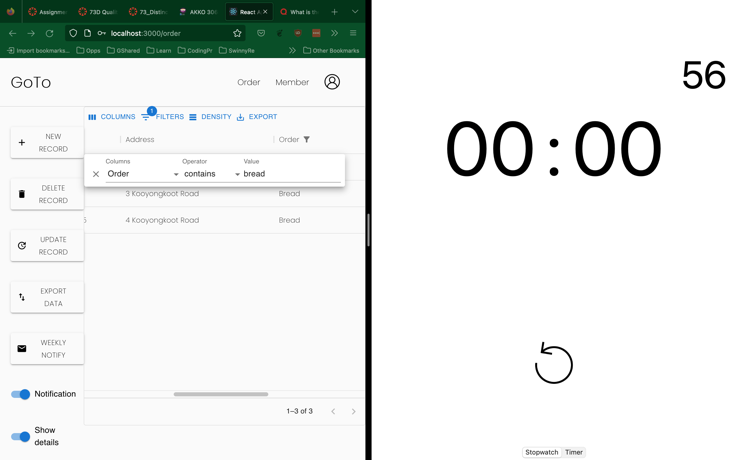 Assignme
73D Quali
73_Distin
AKKO 30
React A
What is th
localhost:3000/order
Import bookmarks...
Opps
GShared
Learn
CodingPr
SwinnyRe
Other Bookmarks
GoTo
Order
Member
NEW
RECORD
DELETE
RECORD
UPDATE
RECORD
EXPORT
DATA
WEEKLY
NOTIFY
Notification
Show
details
COLUMNS
1
FILTERS
DENSITY
EXPORT
Address
Order
Columns
Operator
Value
Order
contains
bread
3 Kooyongkoot Road
Bread
4 Kooyongkoot Road
Bread
1–3 of 3
56
00:00
Stopwatch
Timer